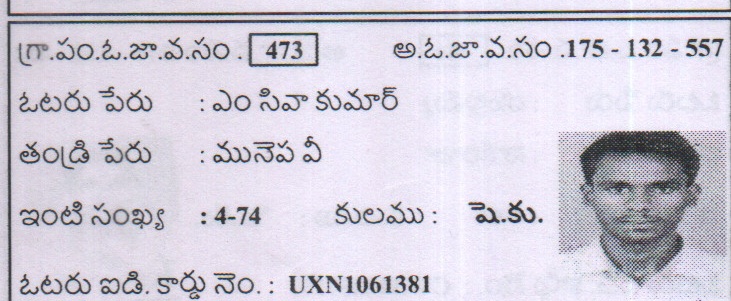 గ్రా.పం.ఓ.జా.వ.సం 473 అ.ఓ.జా.వ.సం .175 - 132 - 557
ఓటరు పేరు : ఎం సివా కుమార్
తండ్రి పేరు : మునెప వీ
ఇంటి సంఖ్య : 4-74 కులము : షె.కు.
ఓటరు ఐడి. కార్డు నెం. : UXN1061381